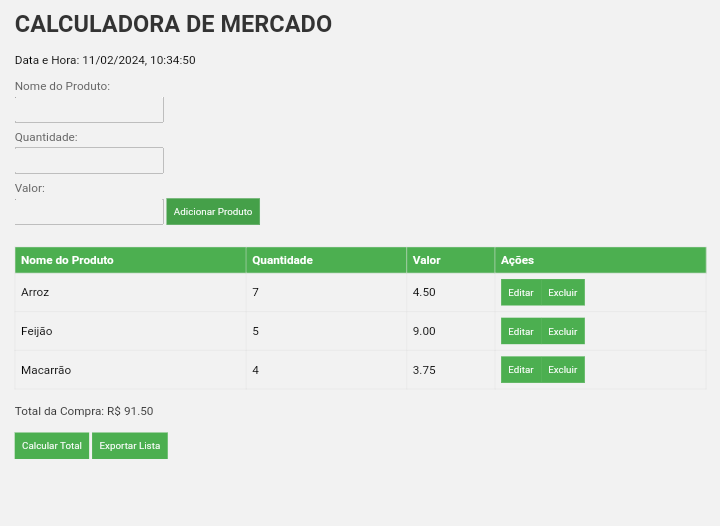 CALCULADORA DE MERCADO
Data e Hora: 11/02/2024, 10:34:50
Nome do Produto:
Quantidade:
Valor:
Adicionar Produto
Nome do Produto Quantidade Valor Ações
Arroz 7 4.50 Editar Excluir
Feijão 5 9.00 Editar Excluir
Macarrão 4 3.75 Editar Excluir
Total da Compra: R$ 91.50
Calcular Total Exportar Lista